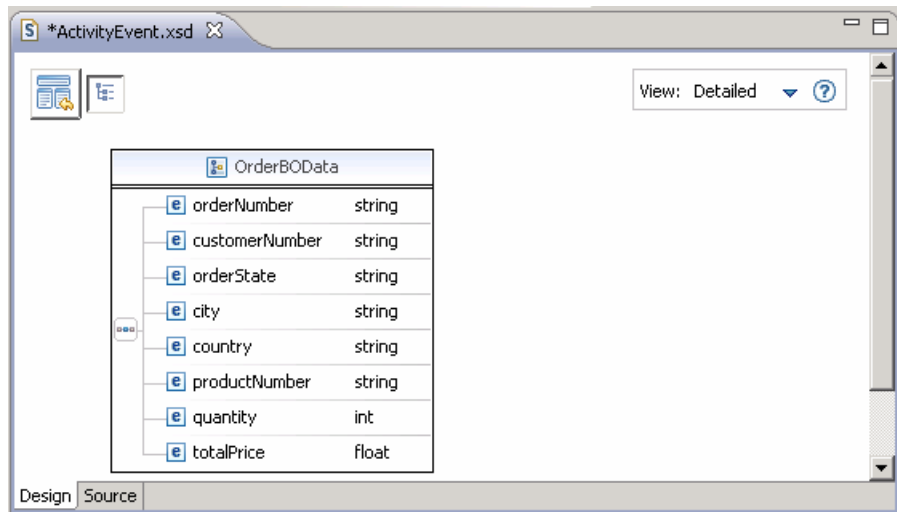 *ActivityEvent.xsd
View: Detailed
OrderBOData
e orderNumber string
e customerNumber string
e orderState string
e city string
e country string
e productNumber string
e quantity int
e totalPrice float
Design Source